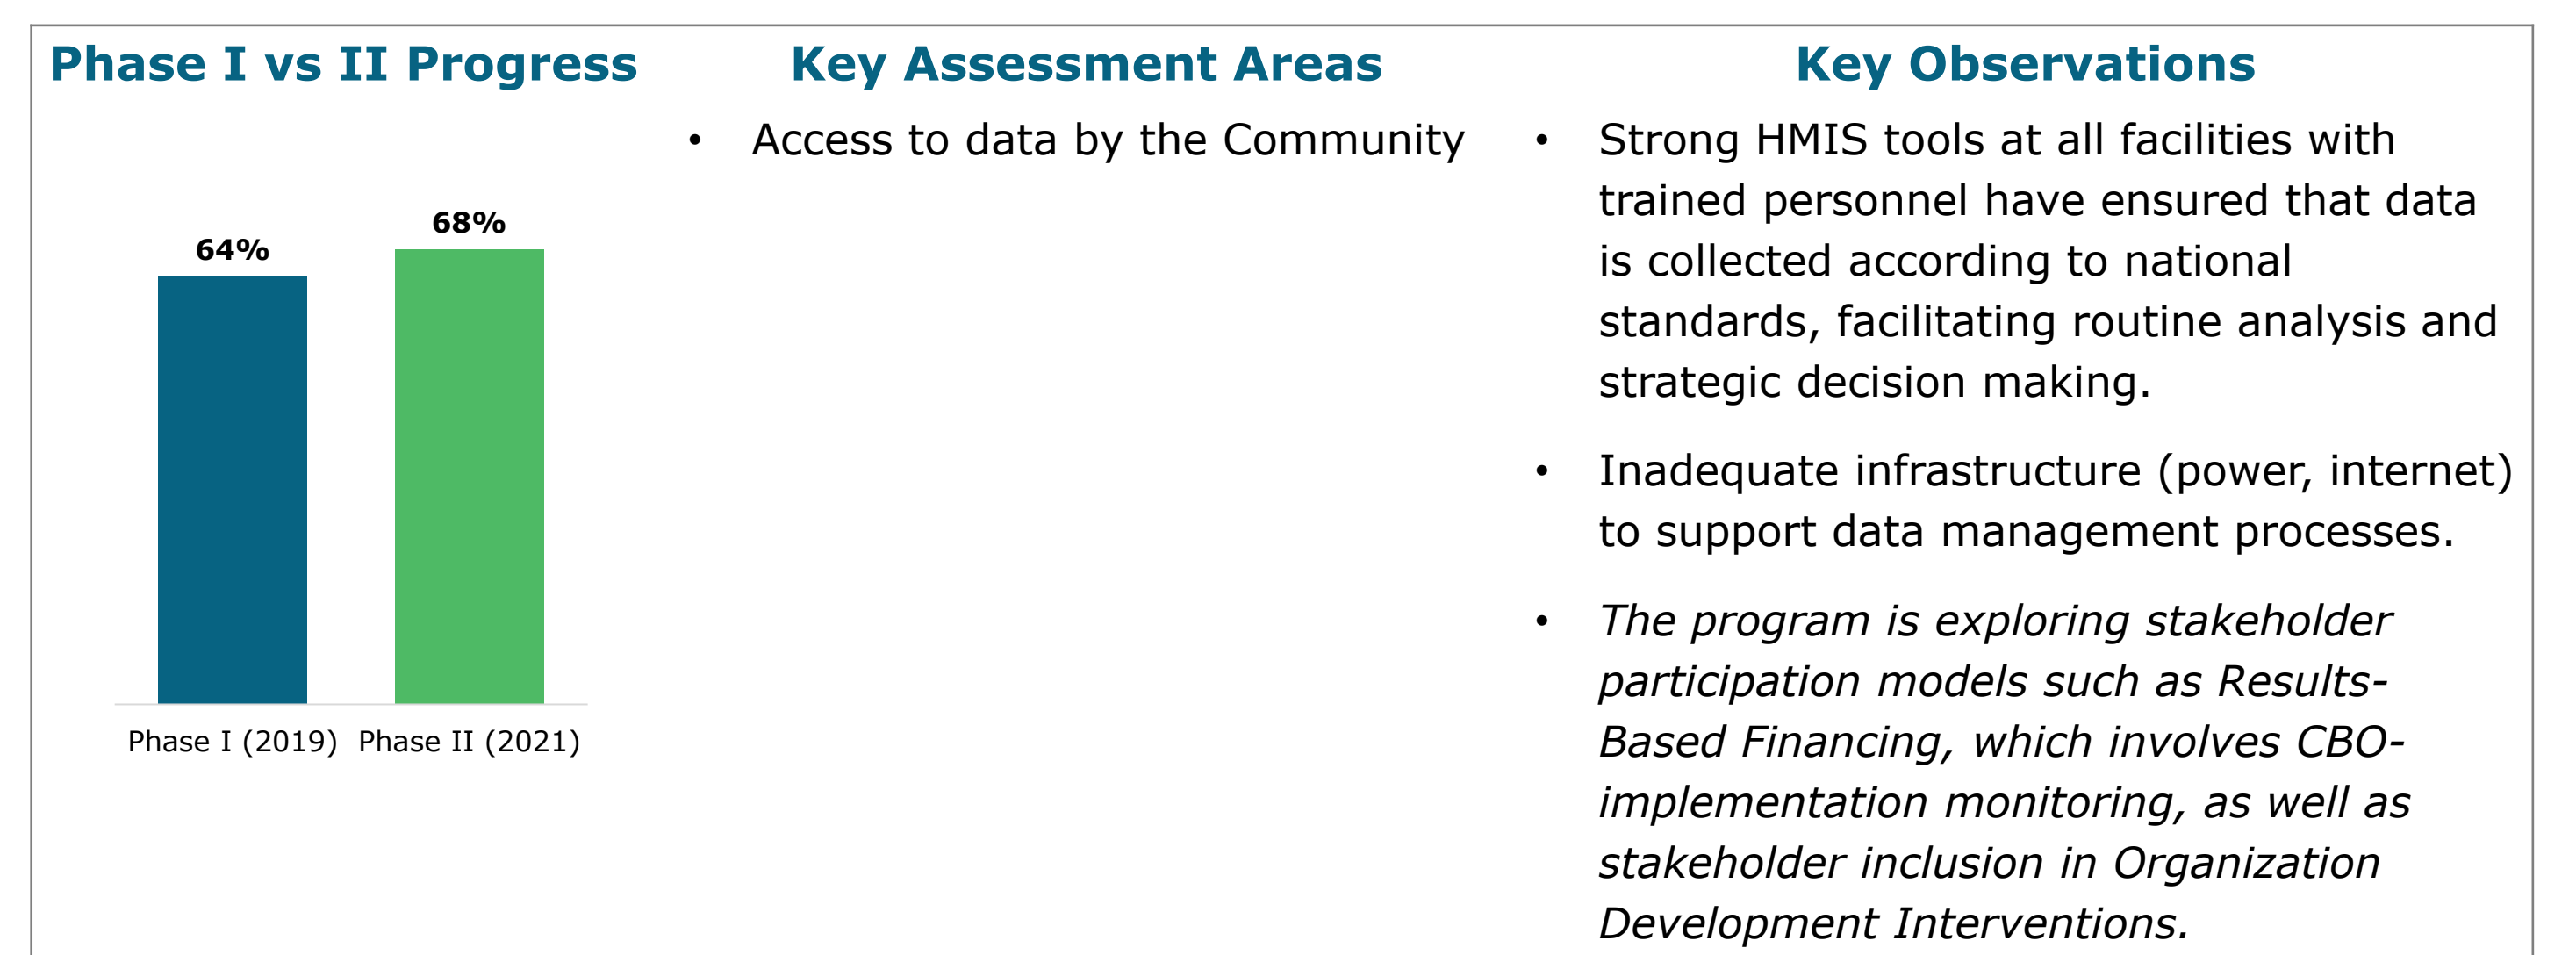 Phase I vs II Progress
64%
68%
Phase I (2019) Phase II (2021)
Key Assessment Areas
• Access to data by the Community
Key Observations
• Strong HMIS tools at all facilities with
trained personnel have ensured that data
is collected according to national
standards, facilitating routine analysis and
strategic decision making.
• Inadequate infrastructure (power, internet)
to support data management processes.
• The program is exploring stakeholder
participation models such as Results-
Based Financing, which involves CBO-
implementation monitoring, as well as
stakeholder inclusion in Organization
Development Interventions.